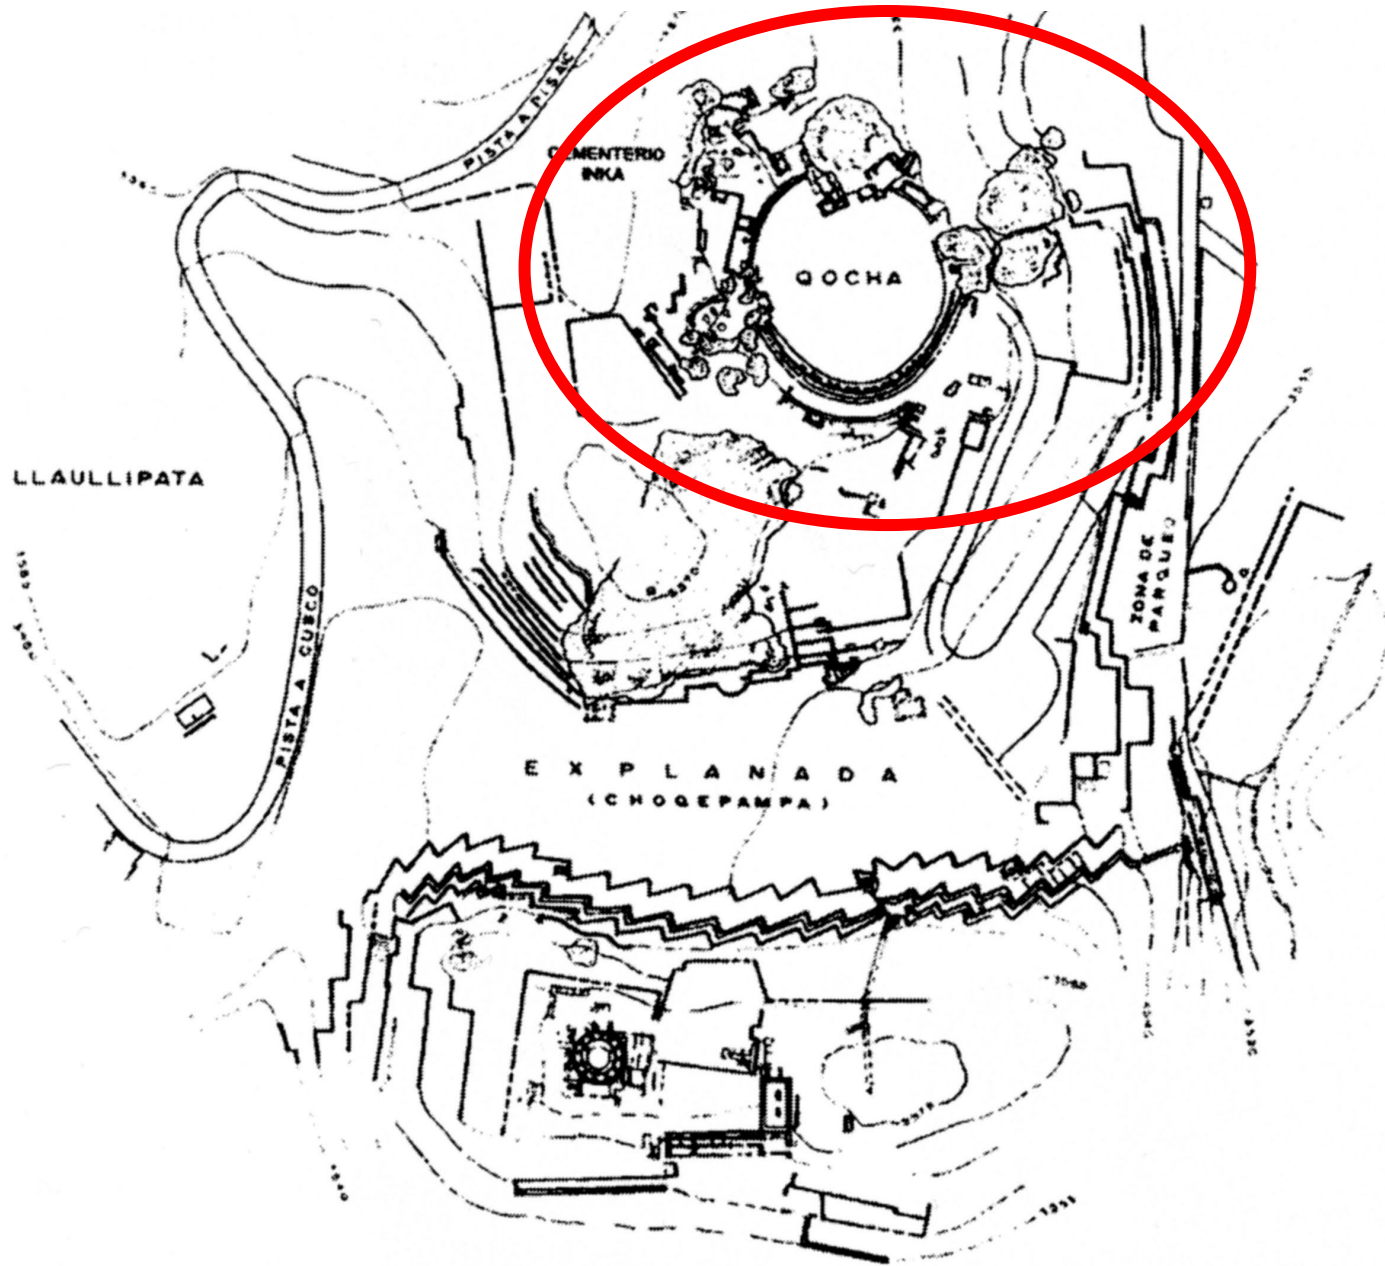 PISTA A PISAC
CEMENTERIO
INKA
QOCHA
LLAULLIPATA
ZONA DE
PARQUEO
PISTA A CUSCO
EXPLANADA
(CHOQEPAMPA)